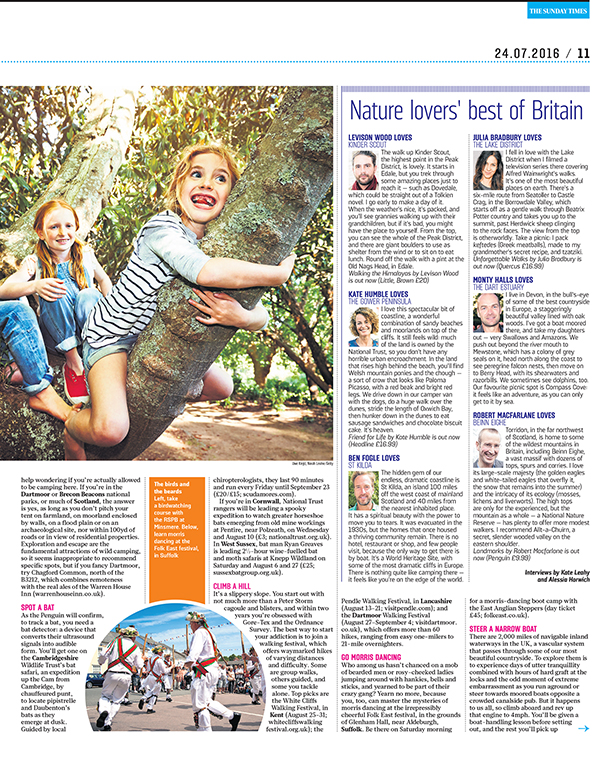 THE SUNDAY TIMES
24.07.2016 / 11
Nature lovers' best of Britain
LEVISON WOOD LOVES
KINDER SCOUT
The walk up Kinder Scout,
the highest point in the Peak
District, is lovely. It starts in
Edale, but you trek through
some amazing places just to
reach it — such as Dovedale,
which could be straight out of a Tolkien
novel. I go early to make a day of it.
When the weather's nice, it's packed, and
you'll see grannies walking up with their
grandchildren, but if it's bad, you might
have the place to yourself. From the top,
you can see the whole of the Peak District,
and there are giant boulders to use as
shelter from the wind or to sit on to eat
lunch. Round off the walk with a pint at the
Old Nags Head, in Edale.
Walking the Himalayas by Levison Wood
is out now (Little, Brown £20)
KATE HUMBLE LOVES
THE GOWER PENINSULA
I love this spectacular bit of
coastline, a wonderful
combination of sandy beaches
and moorlands on top of the
cliffs. It still feels wild: much
of the land is owned by the
National Trust, so you don't have any
horrible urban encroachment. In the land
that rises high behind the beach, you'll find
Welsh mountain ponies and the chough —
a sort of crow that looks like Paloma
Picasso, with a red beak and bright red
legs. We drive down in our camper van
with the dogs, do a huge walk over the
dunes, stride the length of Oxwich Bay,
then hunker down in the dunes to eat
sausage sandwiches and chocolate biscuit
cake. It's heaven.
Friend for Life by Kate Humble is out now
(Headline £16.99)
BEN FOGLE LOVES
ST KILDA
The hidden gem of our
endless, dramatic coastline is
St Kilda, an island 100 miles
off the west coast of mainland
Scotland and 40 miles from
the nearest inhabited place.
It has a spiritual beauty with the power to
move you to tears. It was evacuated in the
1930s, but the homes that once housed
a thriving community remain. There is no
hotel, restaurant or shop, and few people
visit, because the only way to get there is
by boat. It's a World Heritage Site, with
some of the most dramatic cliffs in Europe.
There is nothing quite like camping there —
it feels like you're on the edge of the world.
JULIA BRADBURY LOVES
THE LAKE DISTRICT
I fell in love with the Lake
District when I filmed a
television series there covering
Alfred Wainwright's walks.
It's one of the most beautiful
places on earth. There's a
six-mile route from Seatoller to Castle
Crag, in the Borrowdale Valley, which
starts off as a gentle walk through Beatrix
Potter country and takes you up to the
summit, past Herdwick sheep clinging
to the rock faces. The view from the top
is otherworldly. Take a picnic: I pack
keftedes (Greek meatballs), made to my
grandmother's secret recipe, and tzatziki.
Unforgettable Walks by Julia Bradbury is
out now (Quercus £16.99)
MONTY HALLS LOVES
THE DART ESTUARY
I live in Devon, in the bull's-eye
of some of the best countryside
in Europe, a staggeringly
beautiful valley lined with oak
woods. I've got a boat moored
there, and take my daughters
out — very Swallows and Amazons. We
push out beyond the river mouth to
Mewstone, which has a colony of grey
seals on it, head north along the coast to
see peregrine falcon nests, then move on
to Berry Head, with its shearwaters and
razorbills. We sometimes see dolphins, too.
Our favourite picnic spot is Compass Cove:
it feels like an adventure, as you can only
get to it by sea.
ROBERT MACFARLANE LOVES
BEINN EIGHE
Torridon, in the far northwest
of Scotland, is home to some
of the wildest mountains in
Britain, including Beinn Eighe,
a vast massif with dozens of
tops, spurs and corries. I love
its large-scale majesty (the golden eagles
and white-tailed eagles that overfly it,
the snow that remains into the summer)
and the intricacy of its ecology (mosses,
lichens and liverworts). The high tops
are only for the experienced, but the
mountain as a whole — a National Nature
Reserve — has plenty to offer more modest
walkers. I recommend Allt-a-Chuirn, a
secret, slender wooded valley on the
eastern shoulder.
Landmarks by Robert Macfarlane is out
now (Penguin £9.99)
Interviews by Kate Leahy
and Alessia Horwich
help wondering if you're actually allowed
to be camping here. If you're in the
Dartmoor or Brecon Beacons national
parks, or much of Scotland, the answer
is yes, as long as you don't pitch your
tent on farmland, on moorland enclosed
by walls, on a flood plain or on an
archaeological site, nor within 100yd of
roads or in view of residential properties.
Exploration and escape are the
fundamental attractions of wild camping,
so it seems inappropriate to recommend
specific spots, but if you fancy Dartmoor,
try Chagford Common, north of the
B3212, which combines remoteness
with the real ales of the Warren House
Inn (warrenhouseinn.co.uk).
SPOT A BAT
As the Penguin will confirm,
to track a bat, you need a
bat detector: a device that
converts their ultrasound
signals into audible
form. You'll get one on
the Cambridgeshire
Wildlife Trust's bat
safari, an expedition
up the Cam from
Cambridge, by
chauffeured punt,
to locate pipistrelle
and Daubenton's
bats as they
emerge at dusk.
Guided by local
The birds and
the beards
Left, take
a birdwatching
course with
the RSPB at
Minsmere. Below,
learn morris
dancing at the
Folk East festival,
in Suffolk
chiropterologists, they last 90 minutes
and run every Friday until September 23
(£20/£15; scudamores.com).
If you're in Cornwall, National Trust
rangers will be leading a spooky
expedition to watch greater horseshoe
bats emerging from old mine workings
at Pentire, near Polzeath, on Wednesday
and August 10 (£3; nationaltrust.org.uk).
In West Sussex, bat man Ryan Greaves
is leading 2½-hour wine-fuelled bat
and moth safaris at Knepp Wildland on
Saturday and August 6 and 27 (£25;
sussexbatgroup.org.uk).
CLIMB A HILL
It's a slippery slope. You start out with
not much more than a Peter Storm
cagoule and blisters, and within two
years you're obsessed with
Gore-Tex and the Ordnance
Survey. The best way to start
your addiction is to join a
walking festival, which
offers waymarked hikes
of varying distances
and difficulty. Some
are group walks,
others guided, and
some you tackle
alone. Top picks are
the White Cliffs
Walking Festival, in
Kent (August 25–31;
whitecliffswalking
festival.org.uk); the
Pendle Walking Festival, in Lancashire
(August 13–21; visitpendle.com); and
the Dartmoor Walking Festival
(August 27–September 4; visitdartmoor.
co.uk), which offers more than 60
hikes, ranging from easy one-milers to
21-mile overnighters.
GO MORRIS DANCING
Who among us hasn't chanced on a mob
of bearded men or rosy-cheeked ladies
jumping around with hankies, bells and
sticks, and yearned to be part of their
crazy gang? Yearn no more, because
you, too, can master the mysteries of
morris dancing at the irrepressibly
cheerful Folk East festival, in the grounds
of Glenham Hall, near Aldeburgh,
Suffolk. Be there on Saturday morning
for a morris-dancing boot camp with
the East Anglian Steppers (day ticket
£45; folkeast.co.uk).
STEER A NARROW BOAT
There are 2,000 miles of navigable inland
waterways in the UK, a vascular system
that passes through some of our most
beautiful countryside. To explore them is
to experience days of utter tranquillity
combined with hours of hard graft at the
locks and the odd moment of extreme
embarrassment as you run aground or
steer towards moored boats opposite a
crowded canalside pub. But it happens
to us all, so climb aboard and rev up
that engine to 4mph. You'll be given a
boat-handling lesson before setting
out, and the rest you'll pick up